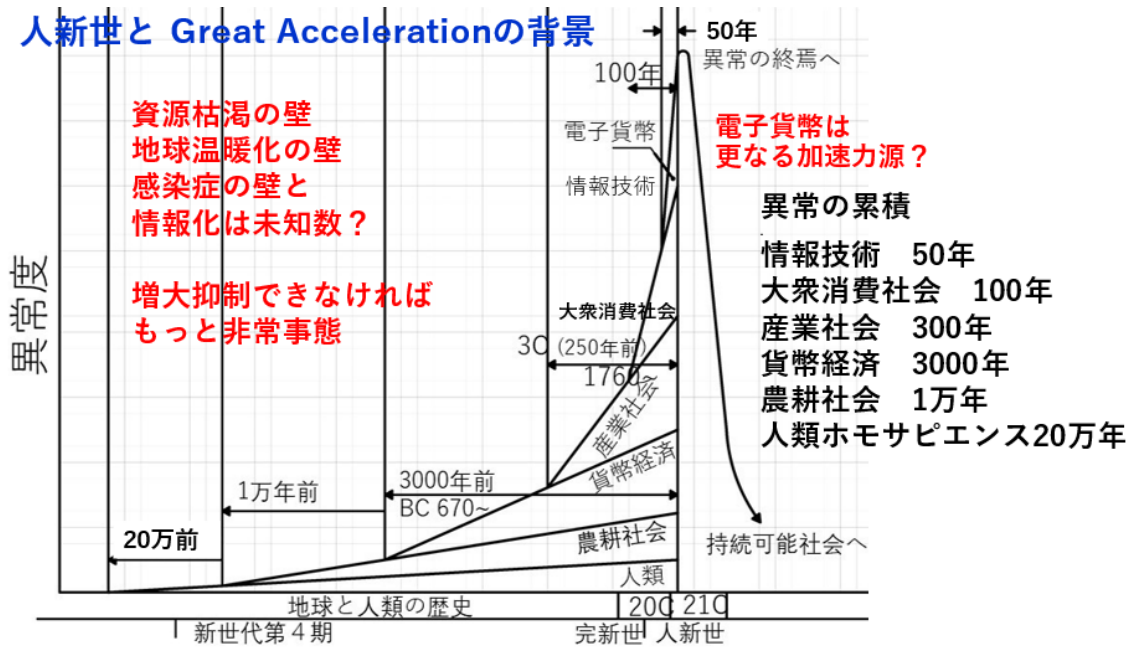 人新世と Great Accelerationの背景
50年
異常の終焉へ
100年
資源枯渇の壁
地球温暖化の壁
感染症の壁と
情報化は未知数？
電子貨幣
電子貨幣は
更なる加速力源？
情報技術
異常の累積
情報技術　50年
大衆消費社会　100年
産業社会　300年
貨幣経済　3000年
農耕社会　1万年
人類ホモサピエンス20万年
増大抑制できなければ
もっと非常事態
異常度
大衆消費社会
3C (250年前)
1760~
産業社会
貨幣経済
3000年前
BC 670~
1万年前
20万前
農耕社会
持続可能社会へ
人類
地球と人類の歴史
20C
21C
新世代第４期
完新世
人新世